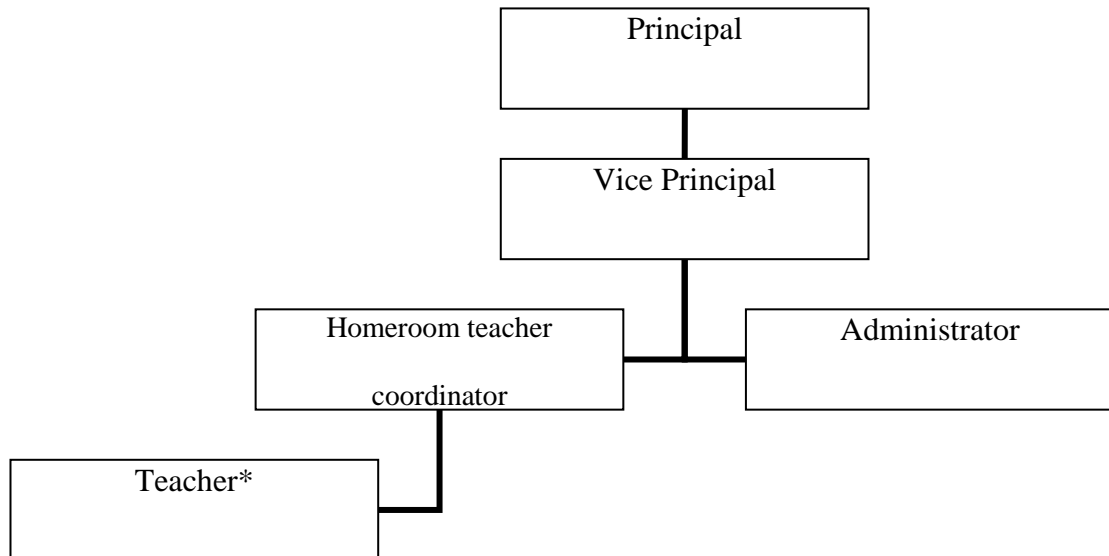 Principal
Vice Principal
Homeroom teacher
coordinator
Administrator
Teacher*